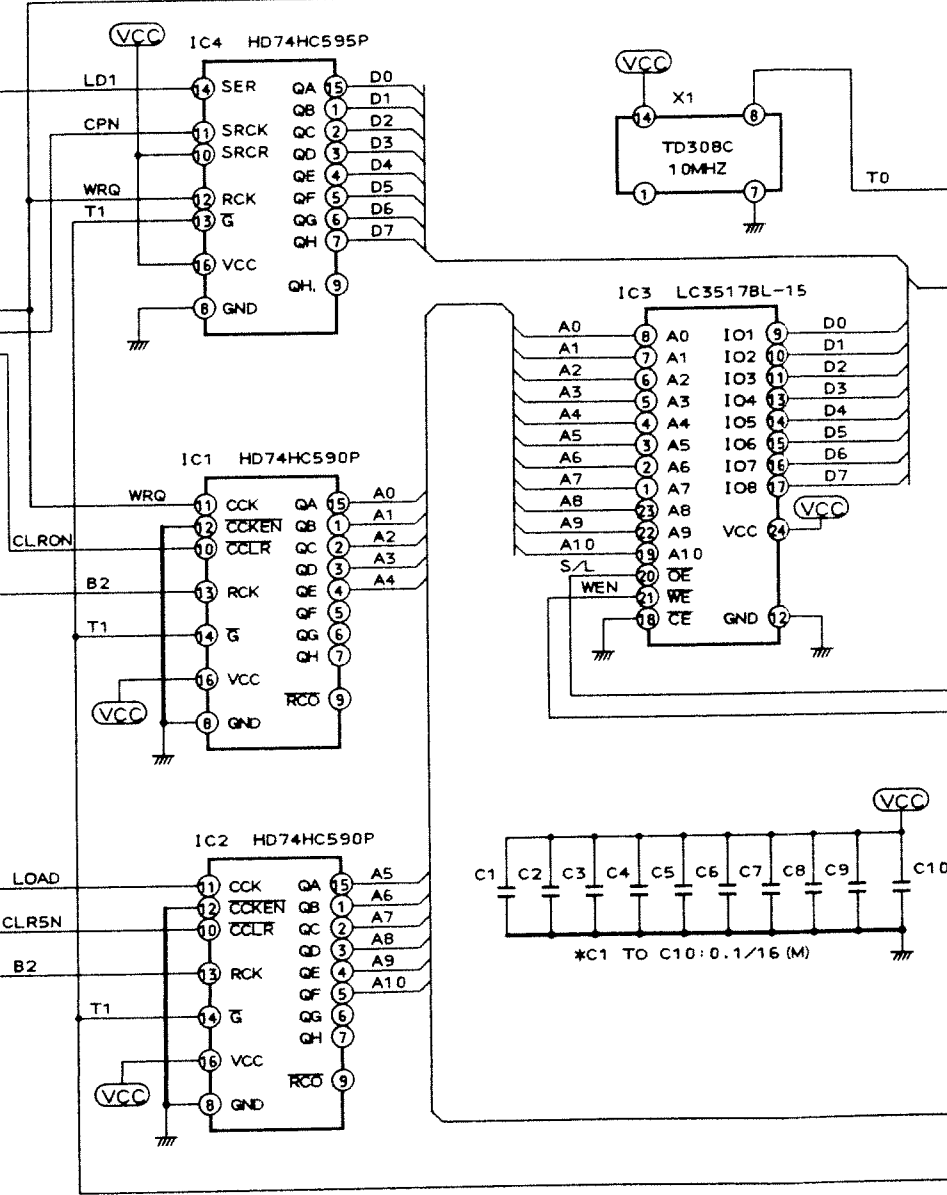 VCC
IC4 HD74HC595P
LD1 14 SER QA 15 D0
QB 1 D1
CPN 11 SRCK QC 2 D2
10 SRCR QD 3 D3
QE 4 D4
WRQ 12 RCK QF 5 D5
T1 13 G QG 6 D6
QH 7 D7
16 VCC
QH, 9
8 GND
VCC
X1
14 8
TD308C
10MHZ
1 7
T0
IC3 LC3517BL-15
A0 8 A0 IO1 9 D0
A1 7 A1 IO2 10 D1
A2 6 A2 IO3 11 D2
A3 5 A3 IO4 13 D3
A4 4 A4 IO5 14 D4
A5 3 A5 IO6 15 D5
A6 2 A6 IO7 16 D6
A7 1 A7 IO8 17 D7
A8 23 A8 VCC
A9 22 A9 VCC 24
A10 19 A10
S/L 20 OE
WEN 21 WE
18 CE GND 12
IC1 HD74HC590P
WRQ 11 CCK QA 15 A0
12 CCKEN QB 1 A1
CLRON 10 CCLR QC 2 A2
QD 3 A3
B2 13 RCK QE 4 A4
QF 5
T1 14 G QG 6
QH 7
16 VCC
VCC RCO 9
8 GND
IC2 HD74HC590P
LOAD 11 CCK QA 15 A5
12 CCKEN QB 1 A6
CLR5N 10 CCLR QC 2 A7
QD 3 A8
B2 13 RCK QE 4 A9
QF 5 A10
T1 14 G QG 6
QH 7
16 VCC
VCC RCO 9
8 GND
VCC
C1 C2 C3 C4 C5 C6 C7 C8 C9 C10
*C1 TO C10:0.1/16(M)